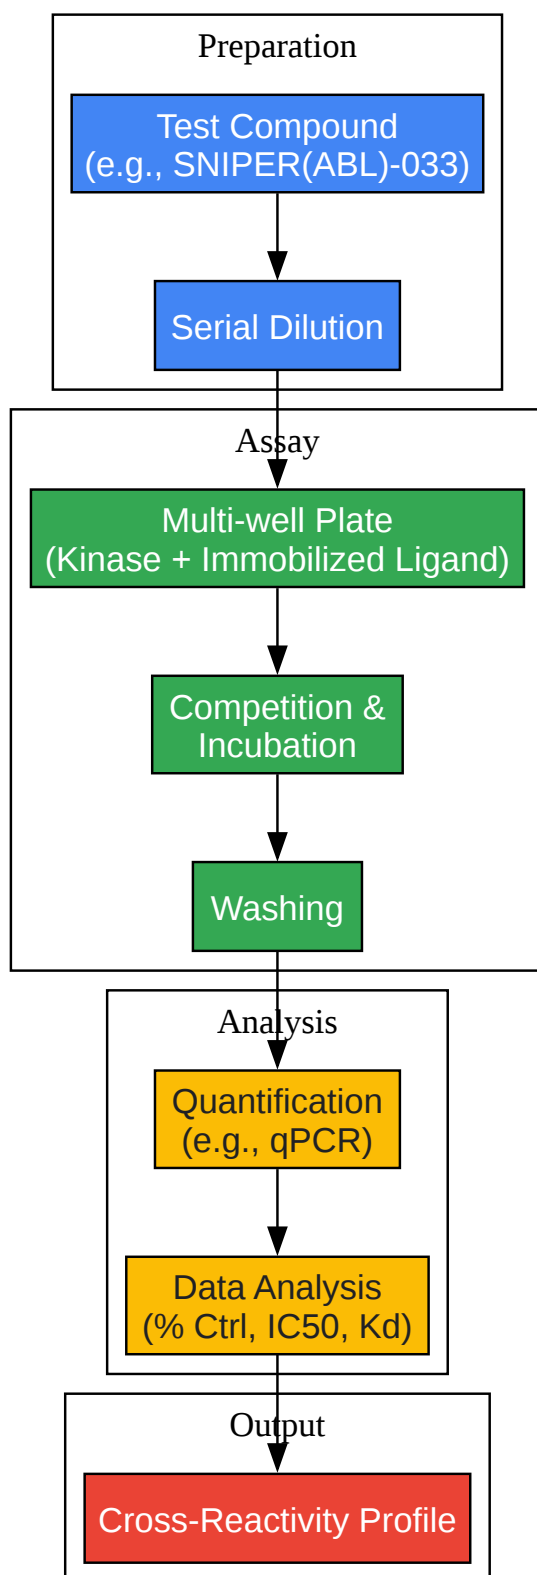 Preparation
Test Compound
(e.g., SNIPER(ABL)-033)
Serial Dilution
Assay
Multi-well Plate
(Kinase + Immobilized Ligand)
Competition &
Incubation
Washing
Analysis
Quantification
(e.g., qPCR)
Data Analysis
(% Ctrl, IC50, Kd)
Output
Cross-Reactivity Profile